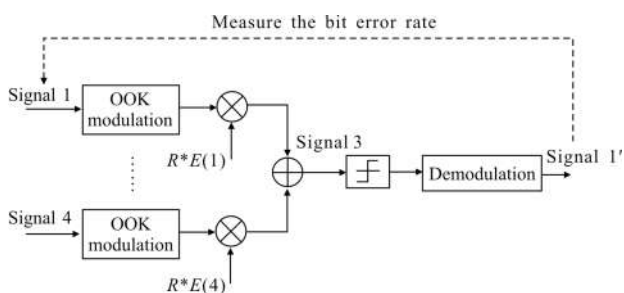 Measure the bit error rate
Signal 1
OOK
modulation
R*E(1)
Signal 3
Demodulation
Signal 1'
Signal 4
OOK
modulation
R*E(4)